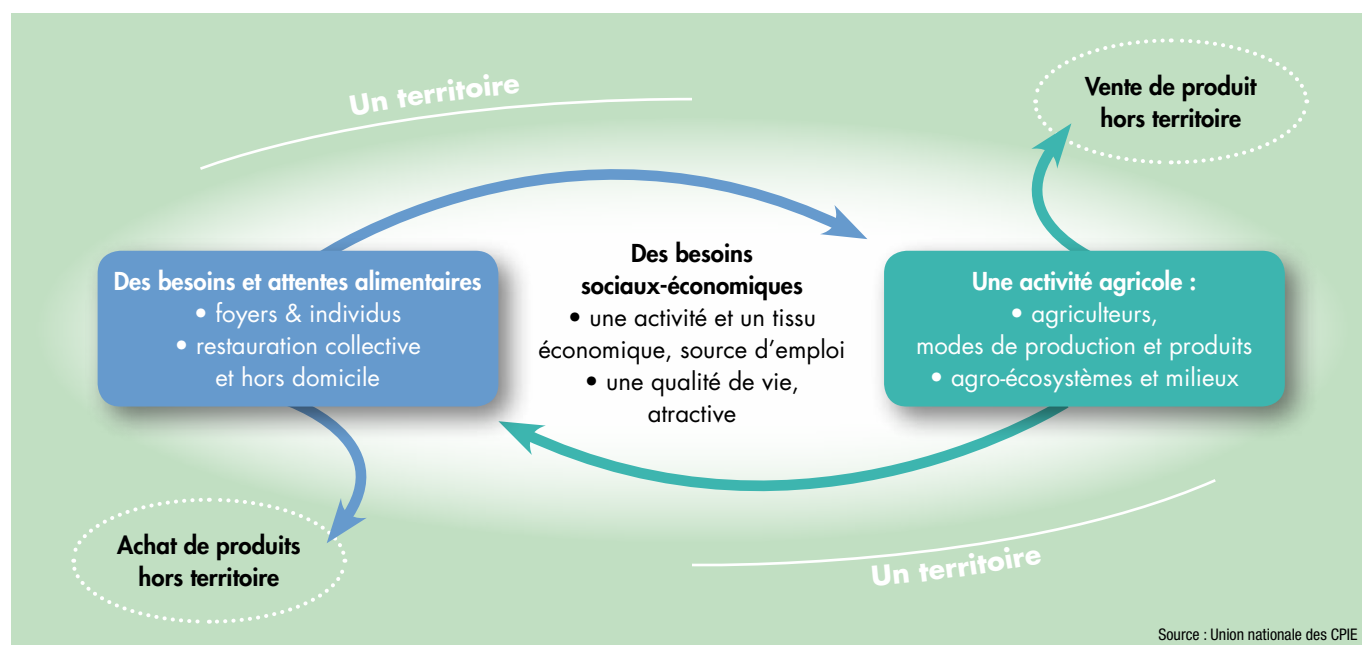 Un territoire
Vente de produit
hors territoire
Des besoins et attentes alimentaires
• foyers & individus
• restauration collective
et hors domicile
Des besoins
sociaux-économiques
• une activité et un tissu
économique, source d'emploi
• une qualité de vie,
atractive
Une activité agricole :
• agriculteurs,
modes de production et produits
• agro-écosystèmes et milieux
Achat de produits
hors territoire
Un territoire
Source : Union nationale des CPIE